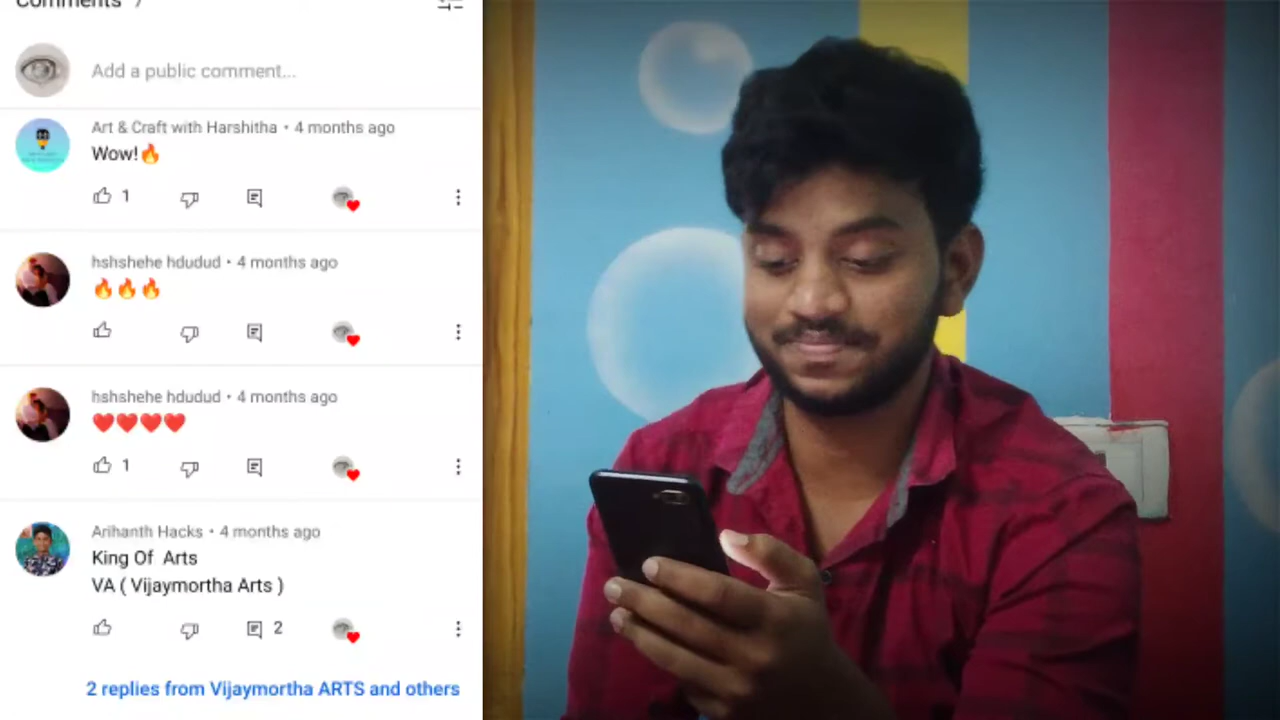 Comments 7
Add a public comment...
Art & Craft with Harshitha • 4 months ago
Wow!🔥
1
hshshehe hdudud • 4 months ago
🔥🔥🔥
hshshehe hdudud • 4 months ago
❤️❤️❤️❤️
1
Arihanth Hacks • 4 months ago
King Of Arts
VA ( Vijaymortha Arts )
2
2 replies from Vijaymortha ARTS and others